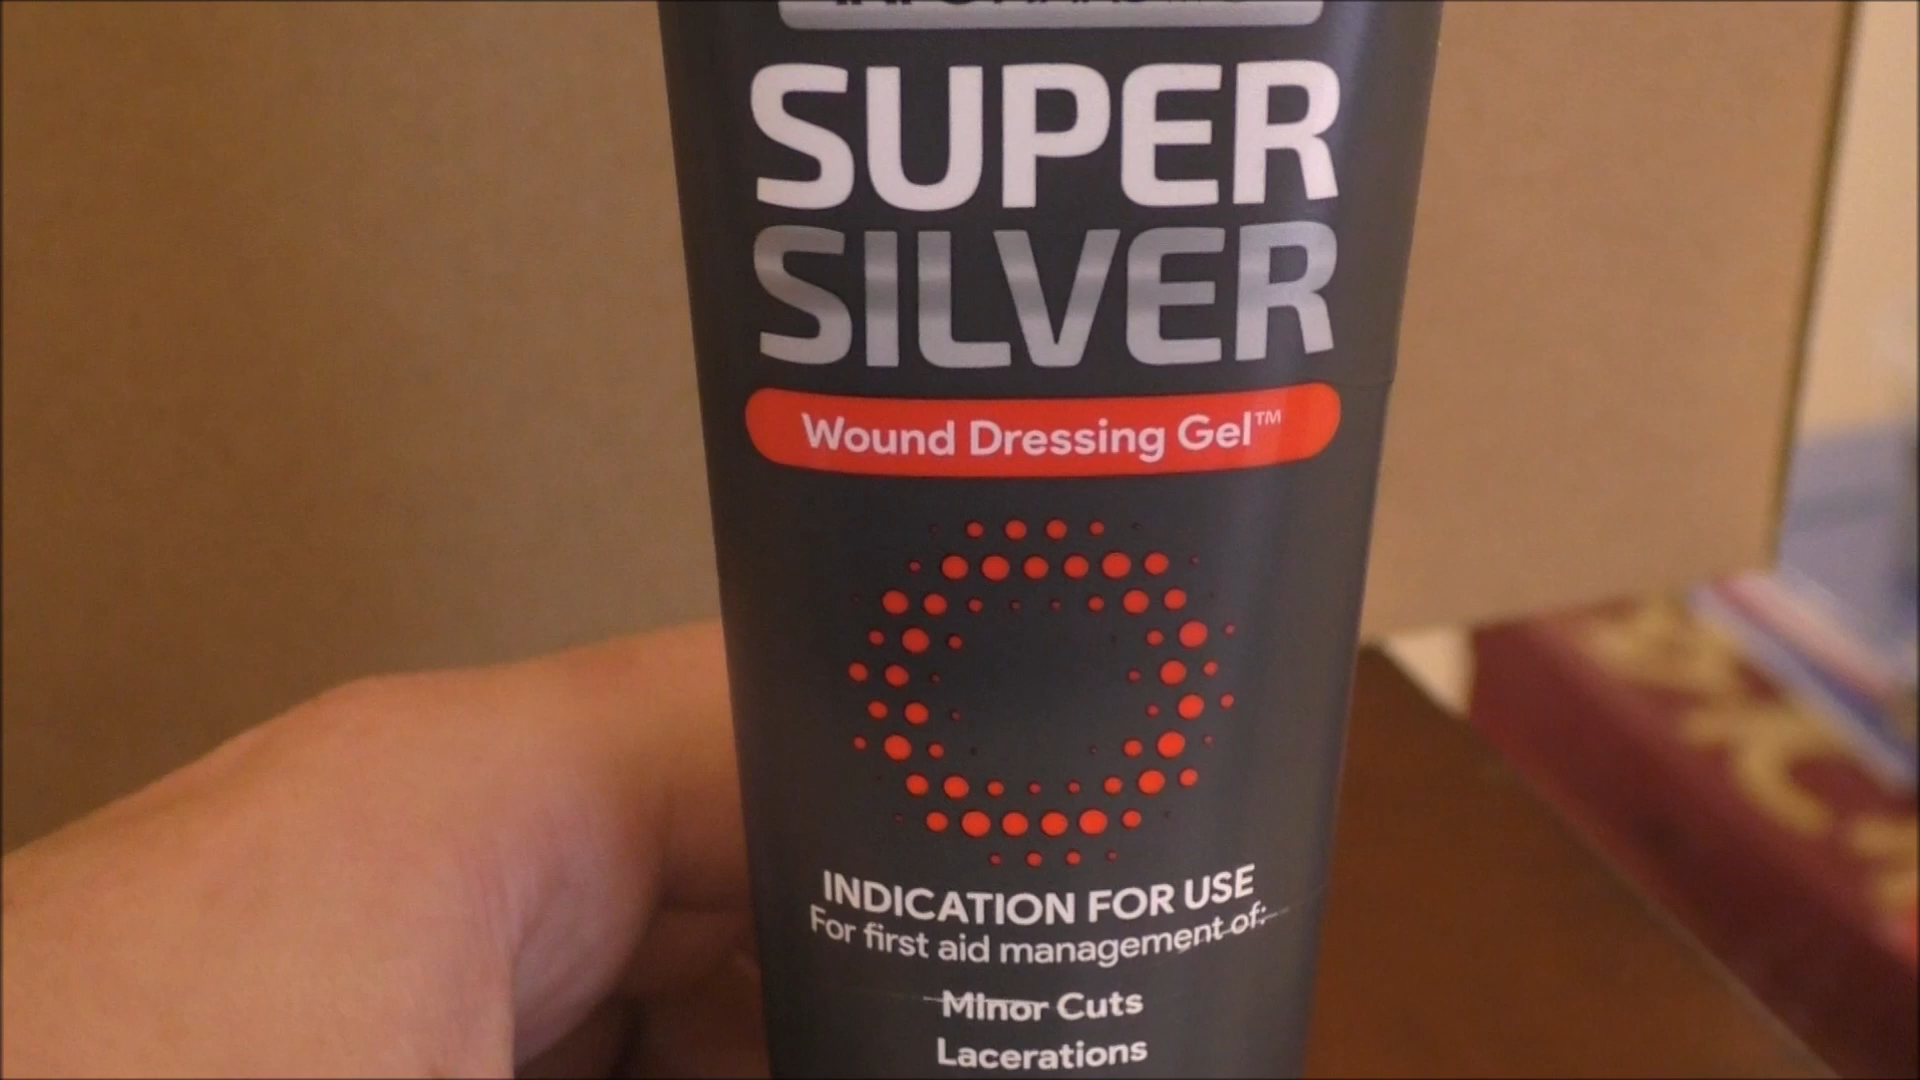 SUPER
SILVER
Wound Dressing Gel™
INDICATION FOR USE
For first aid management of:
Minor Cuts
Lacerations